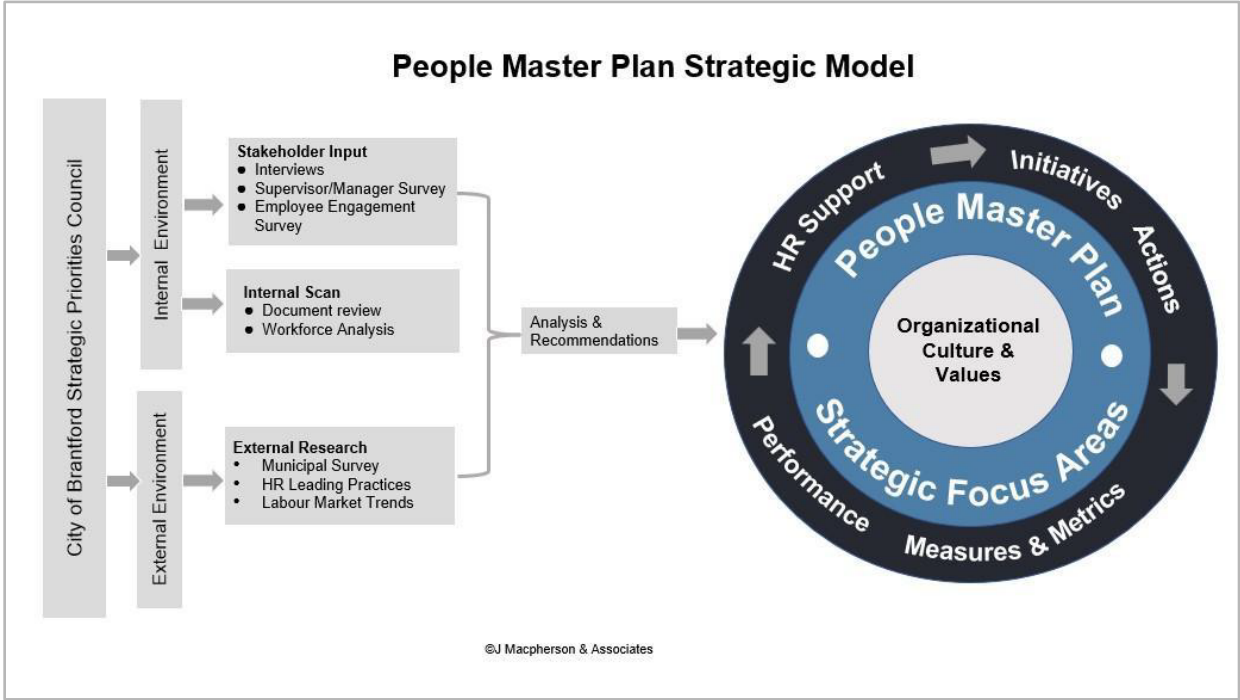 People Master Plan Strategic Model
City of Brantford Strategic Priorities Council
Internal Environment
External Environment
Stakeholder Input
● Interviews
● Supervisor/Manager Survey
● Employee Engagement
Survey
Internal Scan
● Document review
● Workforce Analysis
External Research
• Municipal Survey
• HR Leading Practices
• Labour Market Trends
Analysis &
Recommendations
HR Support
Initiatives
Actions
Measures & Metrics
Performance
People Master Plan
Strategic Focus Areas
Organizational
Culture &
Values
©J Macpherson & Associates